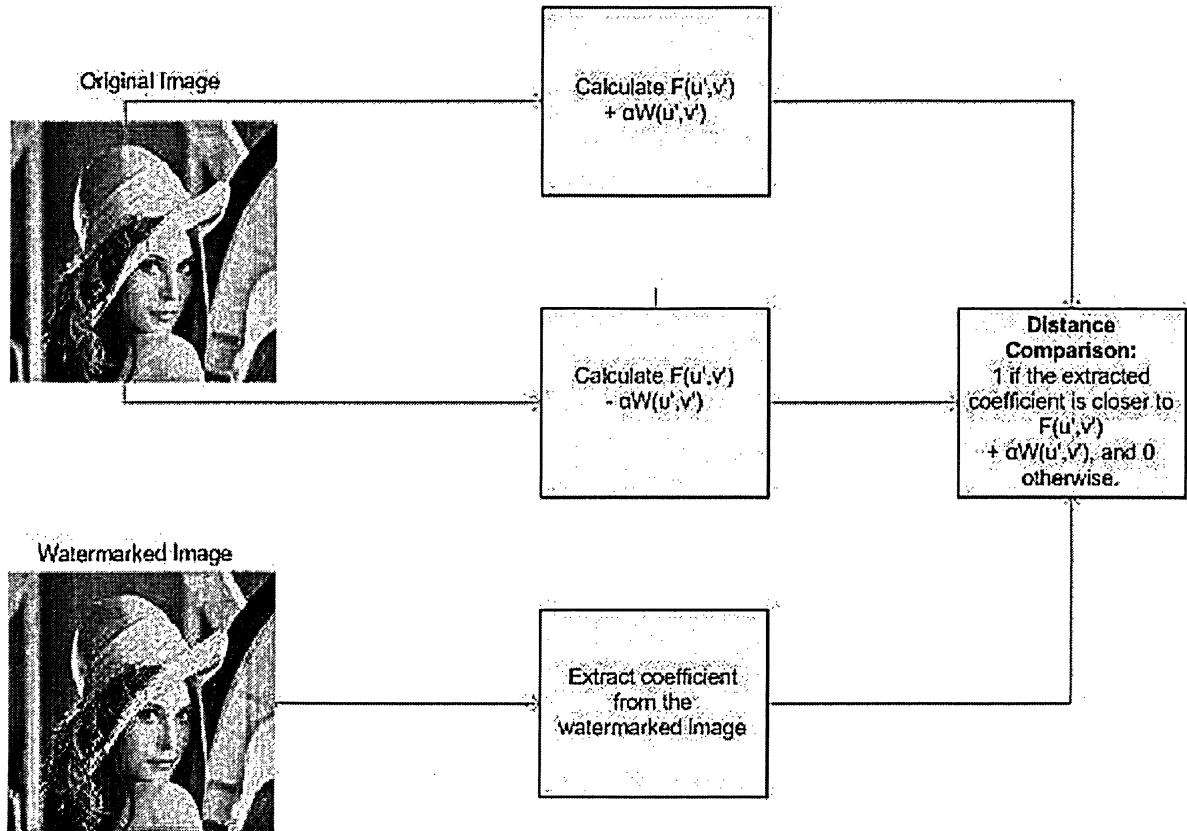 Original Image
Calculate F(u',v')
+ αW(u',v')
Calculate F(u',v')
- αW(u',v')
Distance
Comparison:
1 if the extracted
coefficient is closer to
F(u',v')
+ αW(u',v'), and 0
otherwise.
Watermarked Image
Extract coefficient
from the
watermarked Image